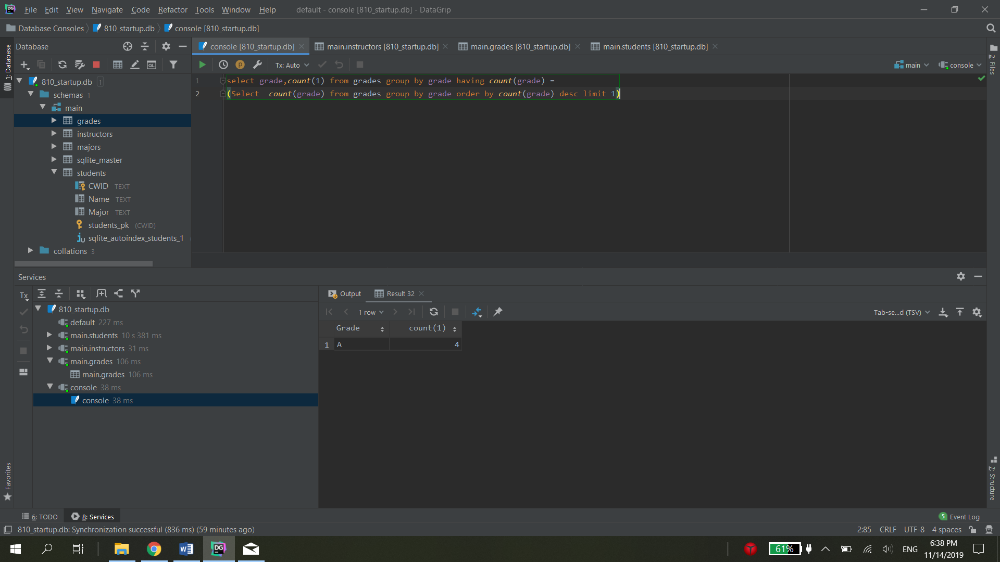 File Edit View Navigate Code Refactor Tools Window Help default - console [810_startup.db] - DataGrip
Database Consoles 810_startup.db console [810_startup.db]
1: Database
Favorites
Database
810_startup.db 1
schemas 1
main
grades
instructors
majors
sqlite_master
students
CWID TEXT
Name TEXT
Major TEXT
students_pk (CWID)
sqlite_autoindex_students_1
collations 3
console [810_startup.db] main.instructors [810_startup.db] main.grades [810_startup.db] main.students [810_startup.db]
Tx: Auto main console
1 select grade,count(1) from grades group by grade having count(grade) =
2 (Select  count(grade) from grades group by grade order by count(grade) desc limit 1)
2: Files
7: Structure
Services
Tx
810_startup.db
default 227 ms
main.students 10 s 381 ms
main.instructors 31 ms
main.grades 106 ms
main.grades 106 ms
console 38 ms
console 38 ms
Output Result 32
1 row Tab-se...d (TSV)
Grade count(1)
1 A 4
6: TODO 8: Services 5 Event Log
810_startup.db: Synchronization successful (836 ms) (59 minutes ago) 2:85 CRLF UTF-8 4 spaces
61% ENG 6:38 PM
11/14/2019